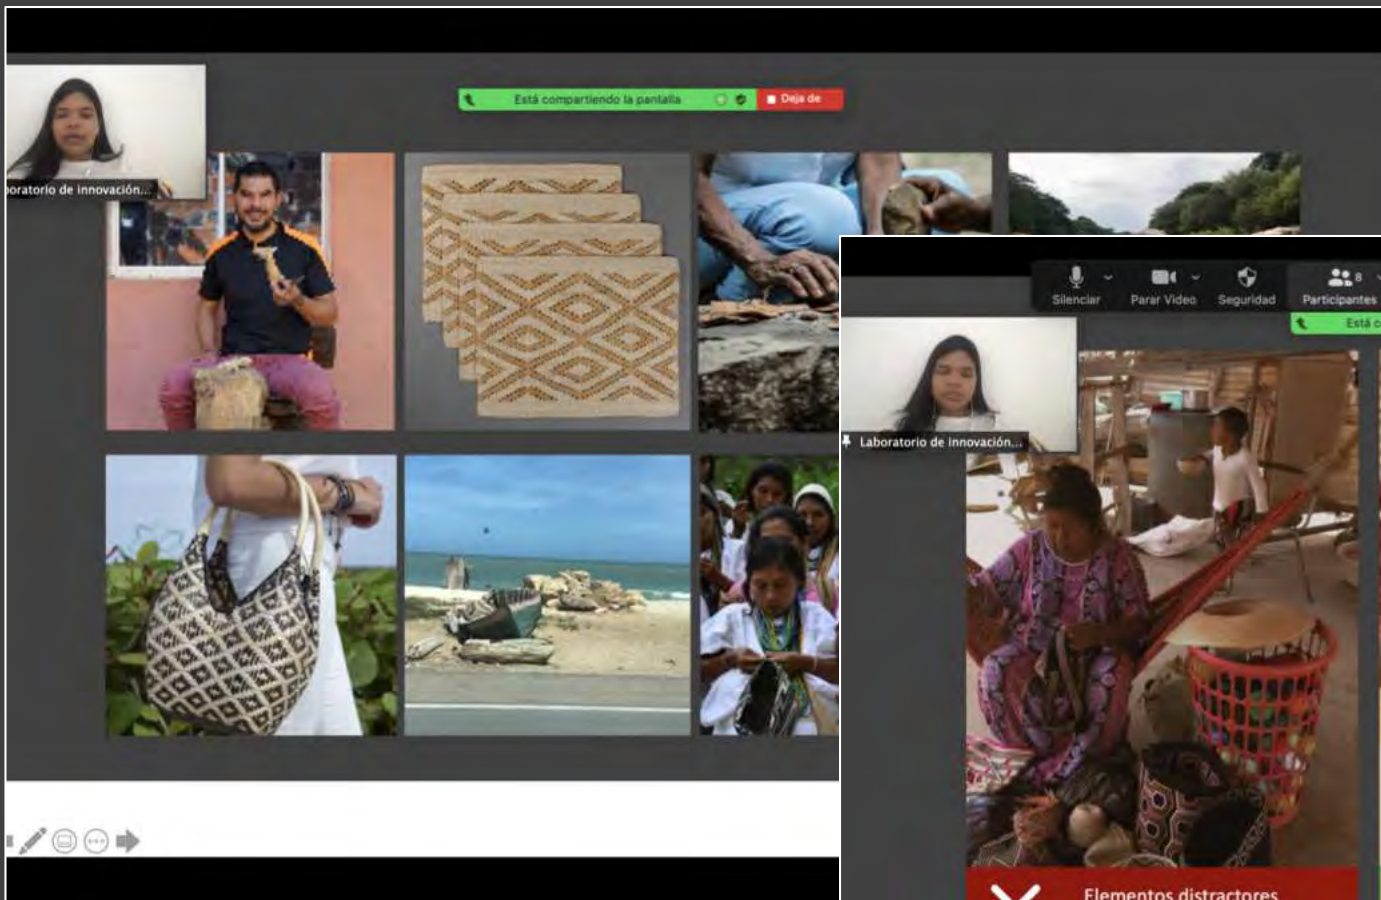 Está compartiendo la pantalla
Deja de
boratorio de innovación...
Silenciar
Parar Video
Seguridad
Participantes
8
Está c
Laboratorio de innovación...
Elementos distractores